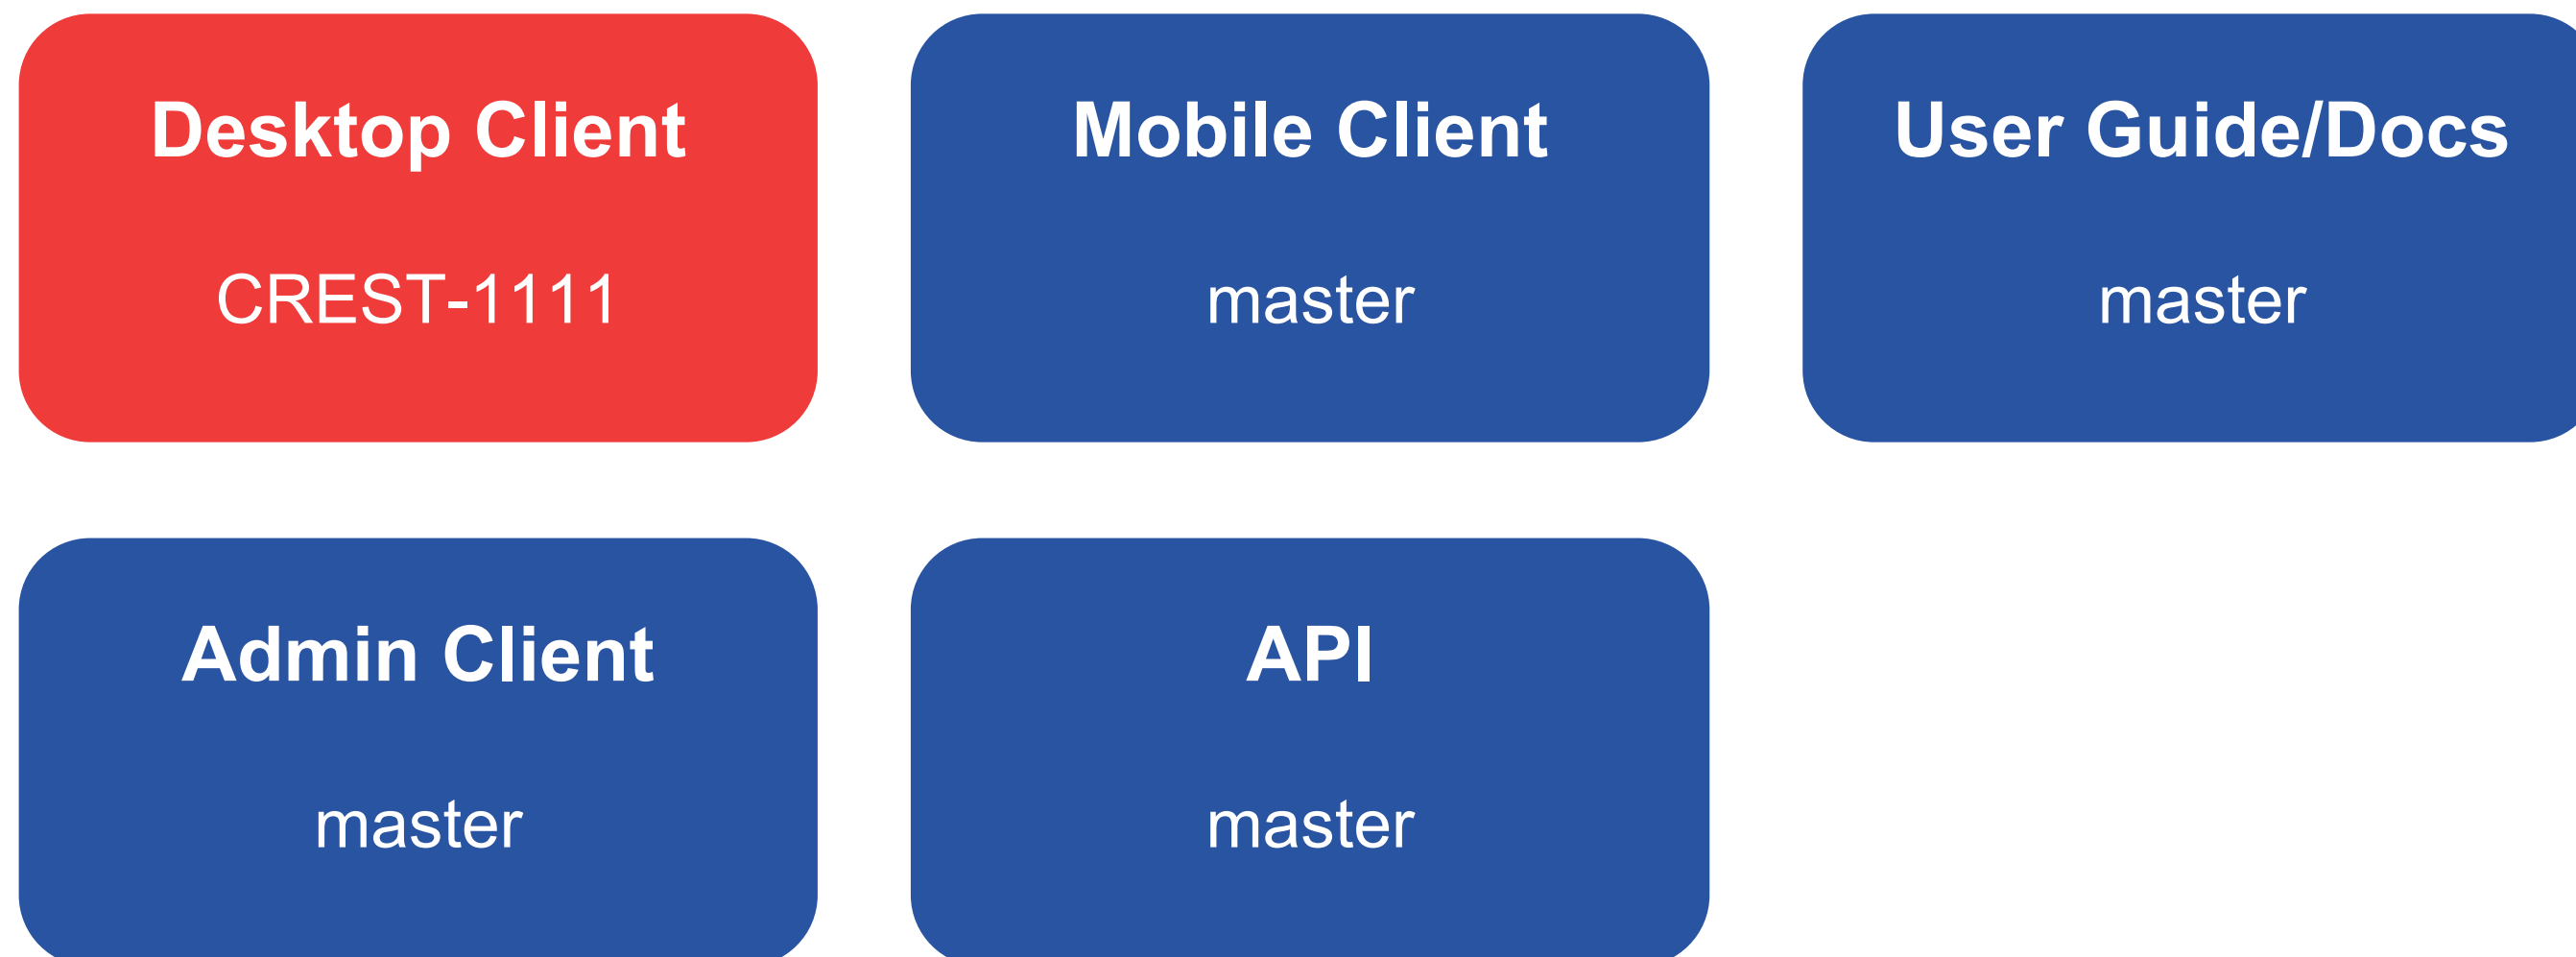 Desktop Client
CREST-1111
Mobile Client
master
User Guide/Docs
master
Admin Client
master
API
master